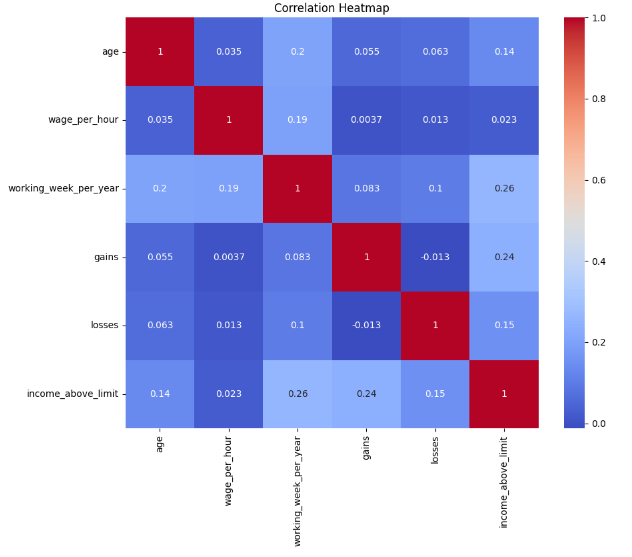 Correlation Heatmap
age 1 0.035 0.2 0.055 0.063 0.14
wage_per_hour 0.035 1 0.19 0.0037 0.013 0.023
working_week_per_year 0.2 0.19 1 0.083 0.1 0.26
gains 0.055 0.0037 0.083 1 -0.013 0.24
losses 0.063 0.013 0.1 -0.013 1 0.15
income_above_limit 0.14 0.023 0.26 0.24 0.15 1
age
wage_per_hour
working_week_per_year
gains
losses
income_above_limit
1.0
0.8
0.6
0.4
0.2
0.0